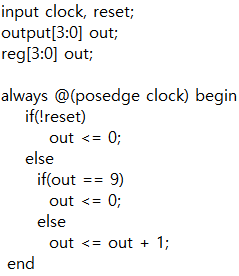 input clock, reset;
output[3:0] out;
reg[3:0] out;
always @(posedge clock) begin
if(!reset)
out <= 0;
else
if(out == 9)
out <= 0;
else
out <= out + 1;
end